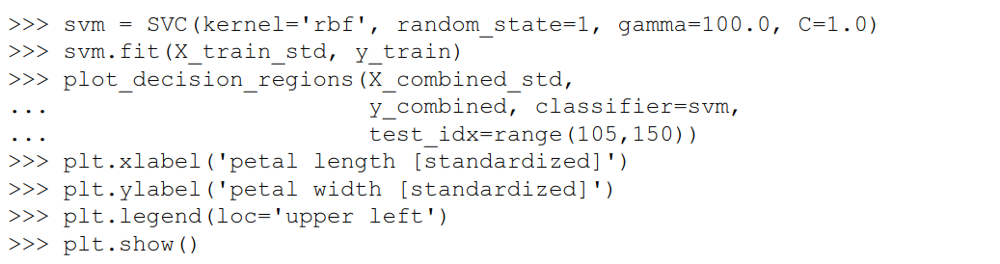 >>> svm = SVC(kernel='rbf', random_state=1, gamma=100.0, C=1.0)
>>> svm.fit(X_train_std, y_train)
>>> plot_decision_regions(X_combined_std,
...                       y_combined, classifier=svm,
...                       test_idx=range(105,150))
>>> plt.xlabel('petal length [standardized]')
>>> plt.ylabel('petal width [standardized]')
>>> plt.legend(loc='upper left')
>>> plt.show()